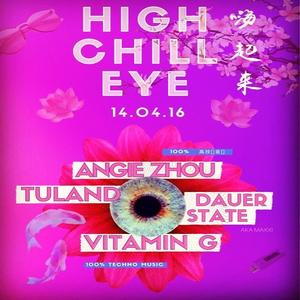 HIGH
CHILL
EYE
嗨起来
14.04.16
100%
ANGIE ZHOU
TULAND
DAUER
STATE
AKA MAKKI
VITAMIN G
100% TECHNO MUSIC